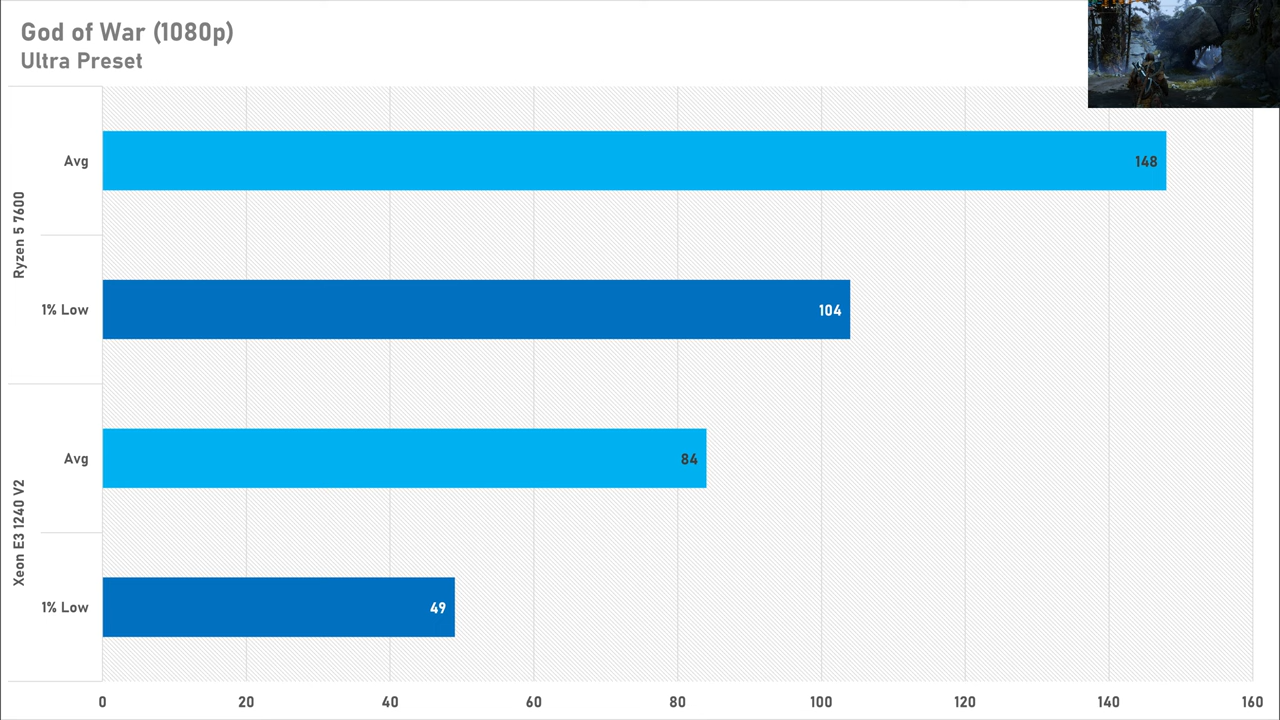 God of War (1080p)
Ultra Preset
Ryzen 5 7600
Avg
148
1% Low
104
Xeon E3 1240 V2
Avg
84
1% Low
49
0 20 40 60 80 100 120 140 160